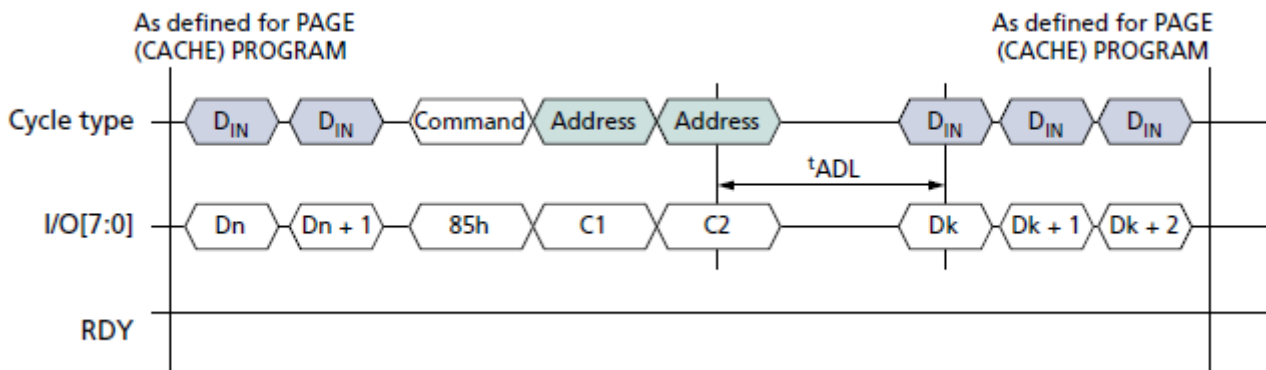 As defined for PAGE
(CACHE) PROGRAM
As defined for PAGE
(CACHE) PROGRAM
Cycle type DIN DIN Command Address Address DIN DIN DIN
tADL
I/O[7:0] Dn Dn + 1 85h C1 C2 Dk Dk + 1 Dk + 2
RDY